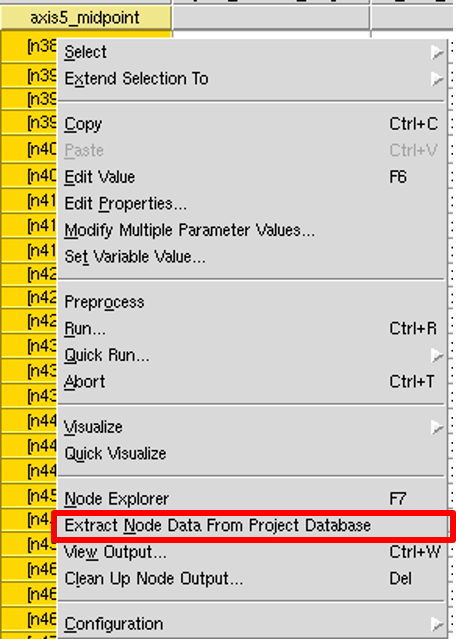 axis5_midpoint
[n38
Select
[n39
Extend Selection To
[n39
[n39
Copy Ctrl+C
[n40
Paste Ctrl+V
[n40
Edit Value F6
[n41
Edit Properties...
[n41
Modify Multiple Parameter Values...
[n41
Set Variable Value...
[n42
[n42
Preprocess
[n42
Run... Ctrl+R
[n43
Quick Run...
[n43
Abort Ctrl+T
[n43
[n44
Visualize
[n44
Quick Visualize
[n44
[n45
Node Explorer F7
[n45
Extract Node Data From Project Database
[n45
View Output... Ctrl+W
[n46
Clean Up Node Output... Del
[n46
[n46
Configuration